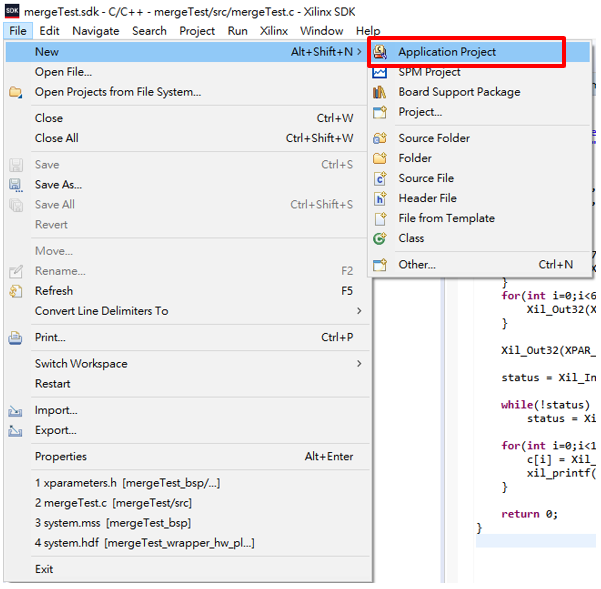 SDK mergeTest.sdk - C/C++ - mergeTest/src/mergeTest.c - Xilinx SDK
File Edit Navigate Search Project Run Xilinx Window Help
New Alt+Shift+N >
Open File...
Open Projects from File System...
Close Ctrl+W
Close All Ctrl+Shift+W
Save Ctrl+S
Save As...
Save All Ctrl+Shift+S
Revert
Move...
Rename... F2
Refresh F5
Convert Line Delimiters To >
Print... Ctrl+P
Switch Workspace >
Restart
Import...
Export...
Properties Alt+Enter
1 xparameters.h [mergeTest_bsp/...]
2 mergeTest.c [mergeTest/src]
3 system.mss [mergeTest_bsp]
4 system.hdf [mergeTest_wrapper_hw_pl...]
Exit
Application Project
SPM Project
Board Support Package
Project...
Source Folder
Folder
Source File
Header File
File from Template
Class
Other... Ctrl+N
}
for(int i=0;i<6
Xil_Out32(X
}
Xil_Out32(XPAR_
status = Xil_In
while(!status)
status = Xi
for(int i=0;i<1
c[i] = Xil_
xil_printf(
}
return 0;
}